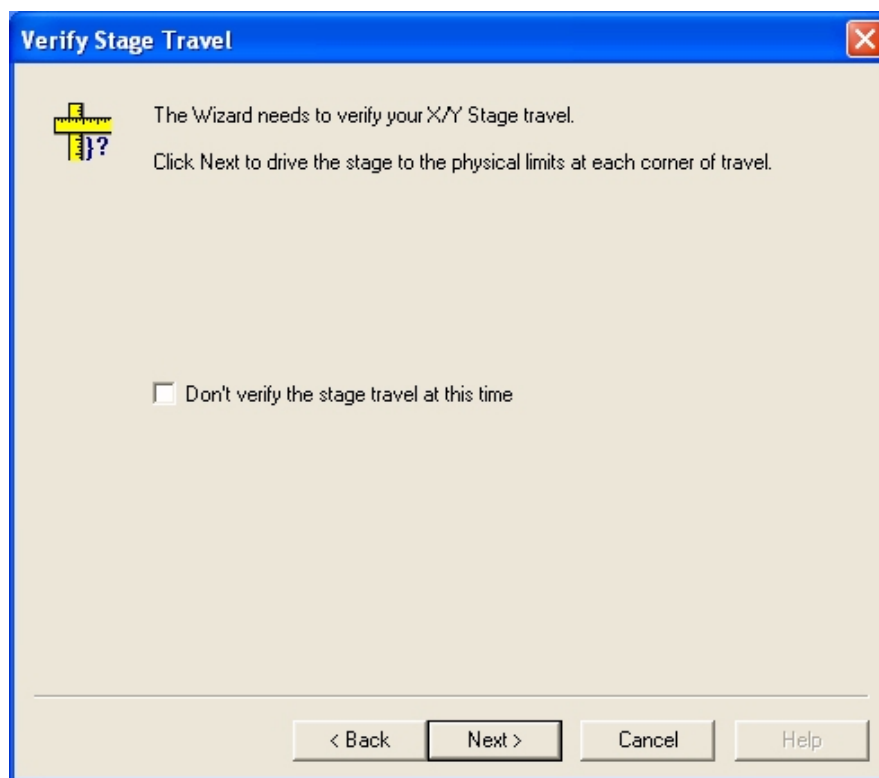 Verify Stage Travel
The Wizard needs to verify your X/Y Stage travel.
}?
Click Next to drive the stage to the physical limits at each corner of travel.
Don't verify the stage travel at this time
< Back
Next >
Cancel
Help